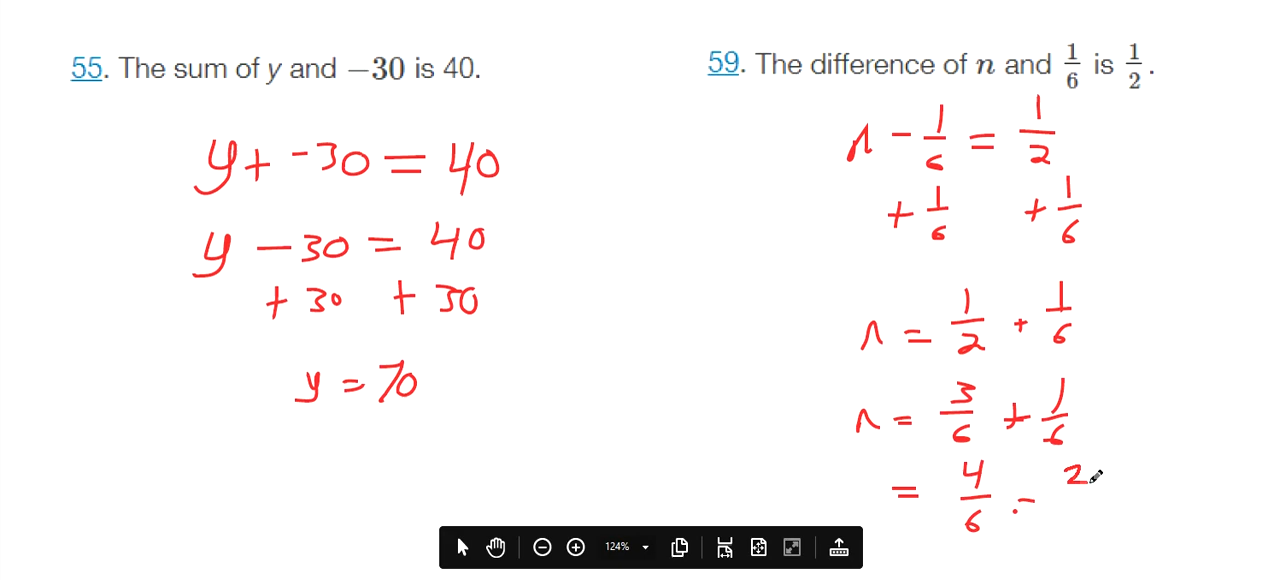 55. The sum of y and −30 is 40.
y + -30 = 40
y - 30 = 40
+ 30 + 30
y = 70
59. The difference of n and 1/6 is 1/2.
n - 1/6 = 1/2
+ 1/6 + 1/6
n = 1/2 + 1/6
n = 3/6 + 1/6
= 4/6 = 2
124%